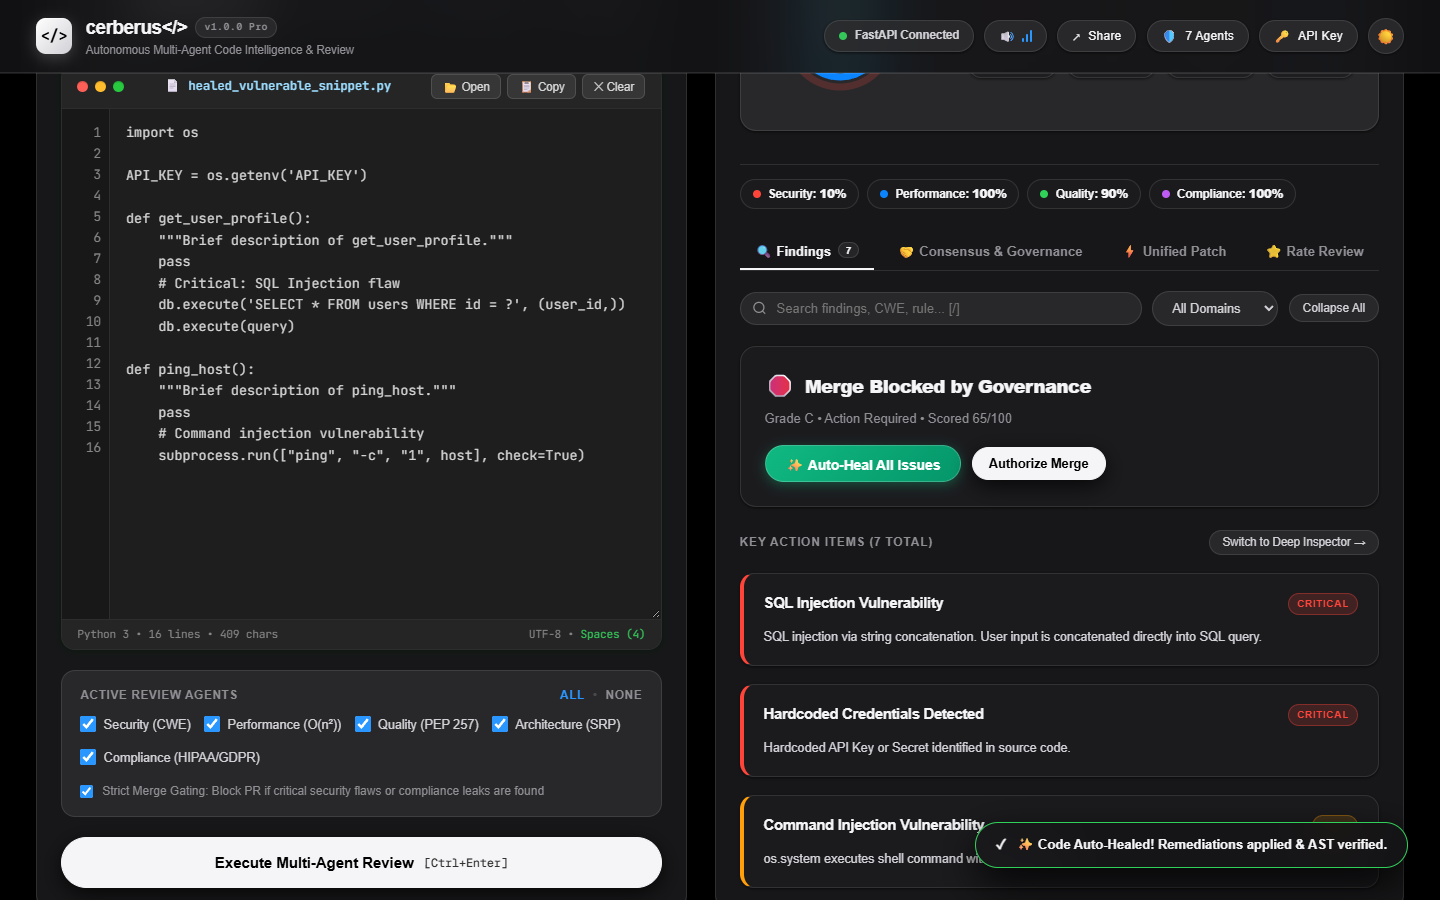 </> cerberus</> v1.0.0 Pro
Autonomous Multi-Agent Code Intelligence & Review
FastAPI Connected
Share
7 Agents
API Key
healed_vulnerable_snippet.py
Open
Copy
Clear
1 import os
2
3 API_KEY = os.getenv('API_KEY')
4
5 def get_user_profile():
6 """Brief description of get_user_profile."""
7 pass
8 # Critical: SQL Injection flaw
9 db.execute('SELECT * FROM users WHERE id = ?', (user_id,))
10 db.execute(query)
11
12 def ping_host():
13 """Brief description of ping_host."""
14 pass
15 # Command injection vulnerability
16 subprocess.run(["ping", "-c", "1", host], check=True)
Python 3 • 16 lines • 409 chars
UTF-8 • Spaces (4)
ACTIVE REVIEW AGENTS
ALL • NONE
Security (CWE) Performance (O(n²)) Quality (PEP 257) Architecture (SRP)
Compliance (HIPAA/GDPR)
Strict Merge Gating: Block PR if critical security flaws or compliance leaks are found
Execute Multi-Agent Review [Ctrl+Enter]
Security: 10% Performance: 100% Quality: 90% Compliance: 100%
Findings 7 Consensus & Governance Unified Patch Rate Review
Search findings, CWE, rule... [/]
All Domains
Collapse All
Merge Blocked by Governance
Grade C • Action Required • Scored 65/100
Auto-Heal All Issues
Authorize Merge
KEY ACTION ITEMS (7 TOTAL)
Switch to Deep Inspector →
SQL Injection Vulnerability
CRITICAL
SQL injection via string concatenation. User input is concatenated directly into SQL query.
Hardcoded Credentials Detected
CRITICAL
Hardcoded API Key or Secret identified in source code.
Command Injection Vulnerability
os.system executes shell command
✓ Code Auto-Healed! Remediations applied & AST verified.